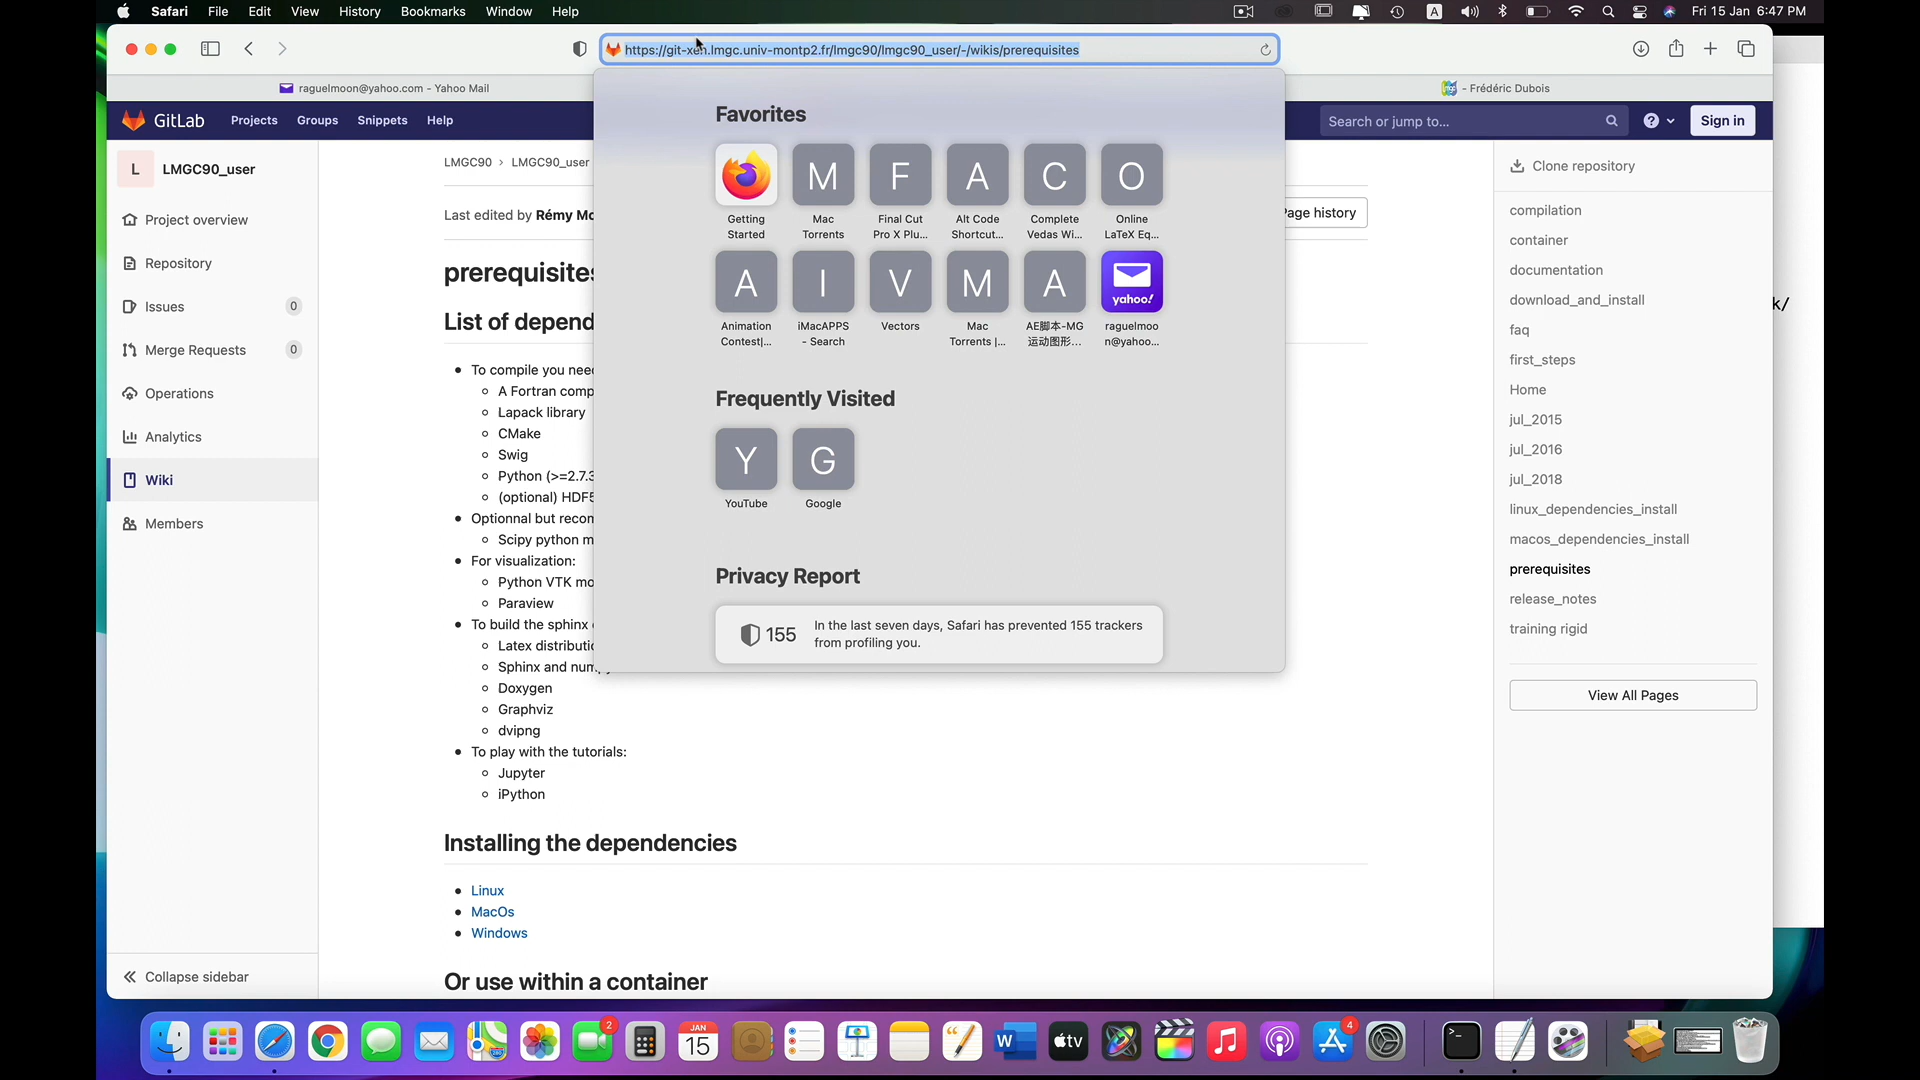 Safari File Edit View History Bookmarks Window Help
A Fri 15 Jan 6:47 PM
https://git-xen.lmgc.univ-montp2.fr/lmgc90/lmgc90_user/-/wikis/prerequisites
raguelmoon@yahoo.com - Yahoo Mail
- Frédéric Dubois
GitLab Projects Groups Snippets Help
Search or jump to...
Sign in
L LMGC90_user
Project overview
Repository
Issues 0
Merge Requests 0
Operations
Analytics
Wiki
Members
Collapse sidebar
LMGC90 › LMGC90_user
Last edited by Rémy Mo
Page history
prerequisites
List of depend
To compile you need
A Fortran comp
Lapack library
CMake
Swig
Python (>=2.7.3
(optional) HDF5
Optionnal but recom
Scipy python m
For visualization:
Python VTK mo
Paraview
To build the sphinx
Latex distributio
Sphinx and numpy
Doxygen
Graphviz
dvipng
To play with the tutorials:
Jupyter
iPython
Installing the dependencies
Linux
MacOs
Windows
Or use within a container
Favorites
M F A C O
Getting Started
Mac Torrents
Final Cut Pro X Plu...
Alt Code Shortcut...
Complete Vedas Wi...
Online LaTeX Eq...
A I V M A yahoo!
Animation Contest|...
iMacAPPS - Search
Vectors
Mac Torrents |...
AE脚本-MG 运动图形...
raguelmoo n@yahoo...
Frequently Visited
Y G
YouTube
Google
Privacy Report
155
In the last seven days, Safari has prevented 155 trackers
from profiling you.
Clone repository
compilation
container
documentation
download_and_install
faq
first_steps
Home
jul_2015
jul_2016
jul_2018
linux_dependencies_install
macos_dependencies_install
prerequisites
release_notes
training rigid
View All Pages
k/
2
JAN
15
W
tv
4